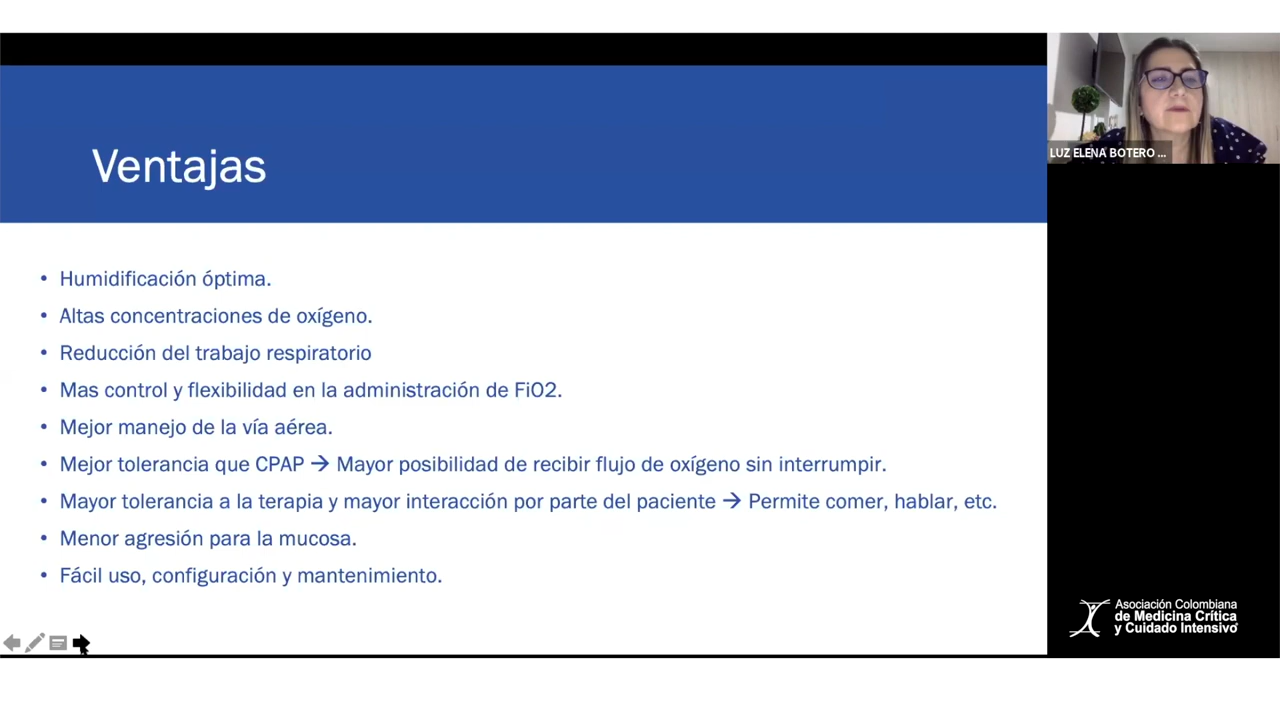 Ventajas
• Humidificación óptima.
• Altas concentraciones de oxígeno.
• Reducción del trabajo respiratorio
• Mas control y flexibilidad en la administración de FiO2.
• Mejor manejo de la vía aérea.
• Mejor tolerancia que CPAP → Mayor posibilidad de recibir flujo de oxígeno sin interrumpir.
• Mayor tolerancia a la terapia y mayor interacción por parte del paciente → Permite comer, hablar, etc.
• Menor agresión para la mucosa.
• Fácil uso, configuración y mantenimiento.
LUZ ELENA BOTERO ...
Asociación Colombiana
de Medicina Crítica
y Cuidado Intensivo